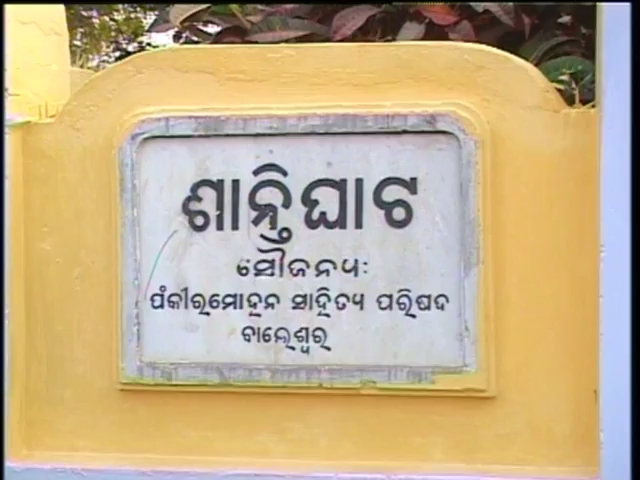 ଶାନ୍ତିଘାଟ
ସୌଜନ୍ୟଃ
ଫକୀରମୋହନ ସାହିତ୍ୟ ପରିଷଦ
ବାଲେଶ୍ୱର